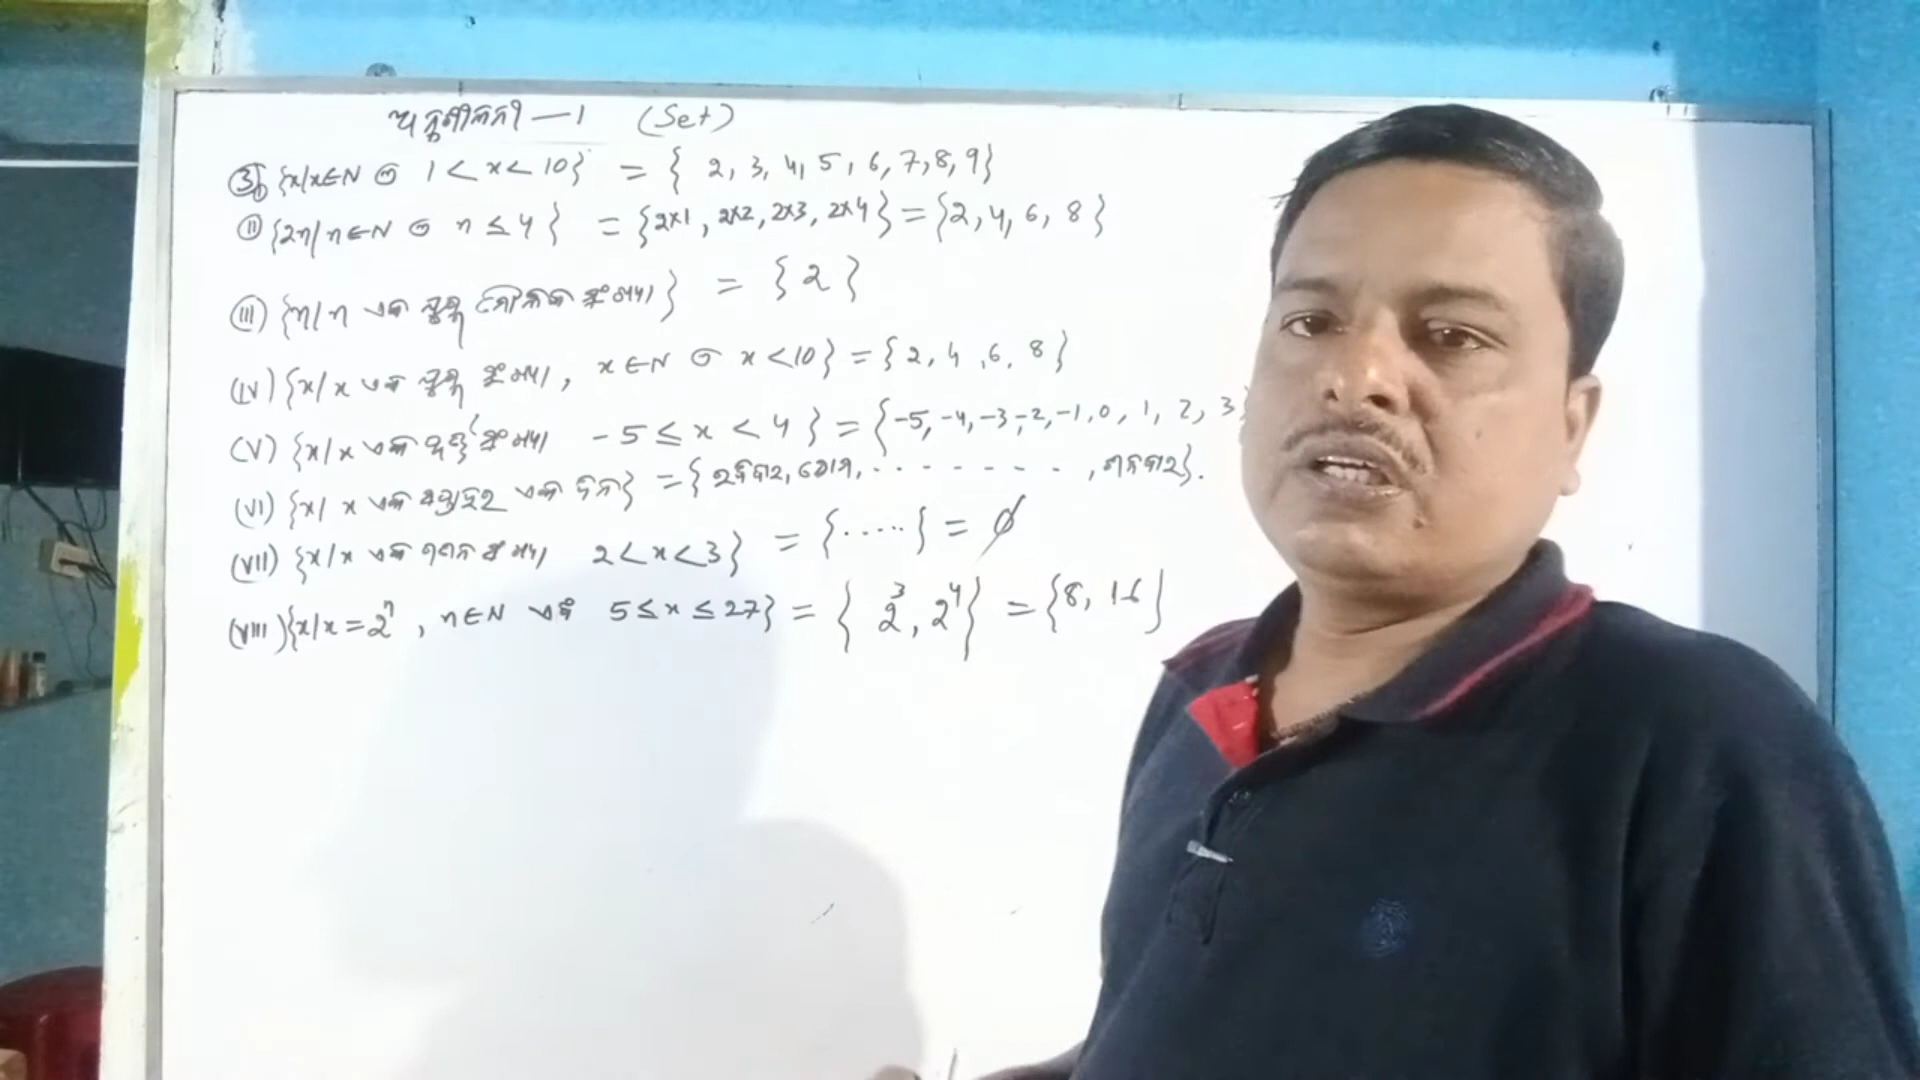 ଅନୁଶୀଳନୀ – 1 (Set)
③ i) {x/x∈N ଓ 1 < x < 10} = { 2, 3, 4, 5, 6, 7, 8, 9}
ⅱ) {2n/n∈N ଓ n ≤ 4 } = {2×1, 2×2, 2×3, 2×4} = {2, 4, 6, 8 }
(iii) {n/n ଏକ ଯୁଗ୍ମ ମୌଳିକ ସଂଖ୍ୟା} = { 2 }
(iv) {x/x ଏକ ଯୁଗ୍ମ ସଂଖ୍ୟା, x∈N ଓ x < 10} = { 2, 4, 6, 8 }
(v) {x/x ଏକ ପୂର୍ଣ୍ଣ ସଂଖ୍ୟା -5 ≤ x < 4 } = {-5, -4, -3, -2, -1, 0, 1, 2, 3
(vi) {x/ x ଏକ ସପ୍ତାହର ଏକ ଦିନ} = {ରବିବାର, ସୋମ, . . . . . . . . , ଶନିବାର}.
(vii) {x/x ଏକ ଗଣନ ସଂଖ୍ୟା 2 < x < 3} = {.....} = ϕ
(viii) {x/x = 2ⁿ, n∈N ଏବଂ 5 ≤ x ≤ 27} = { 2³, 2⁴} = {8, 16}